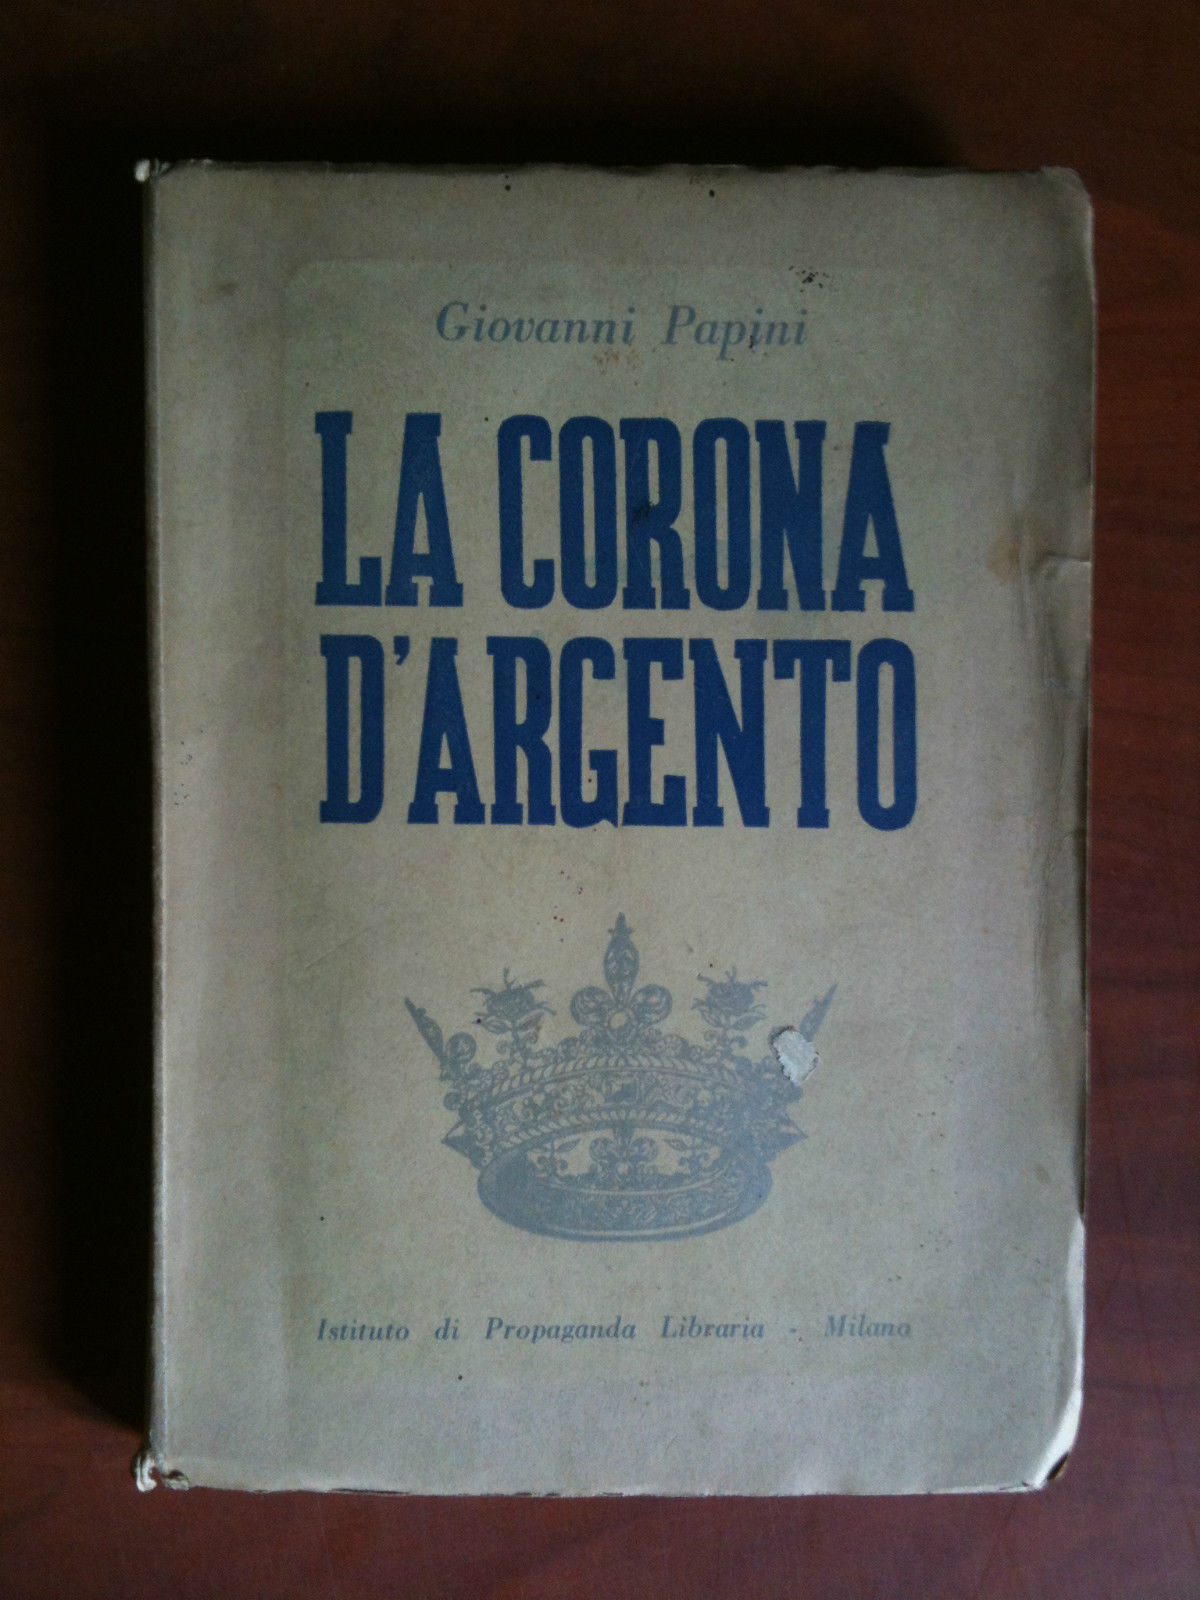 Giovanni Papini
LA CORONA
D'ARGENTO
Istituto di Propaganda Libraria - Milano